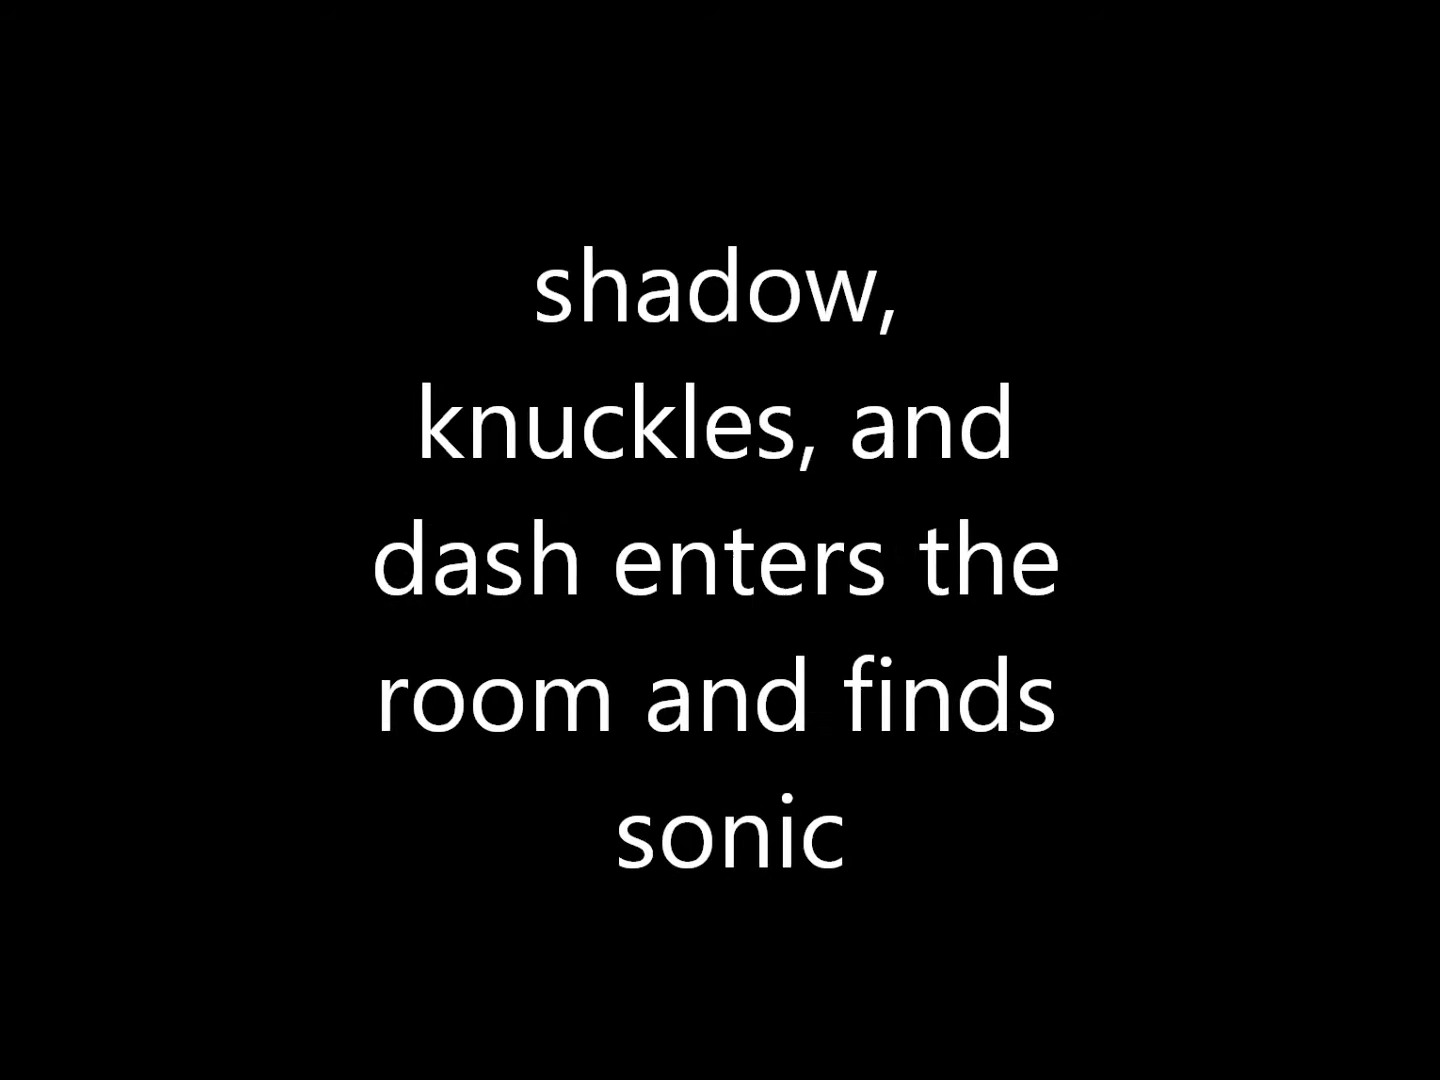 shadow,
knuckles, and
dash enters the
room and finds
sonic